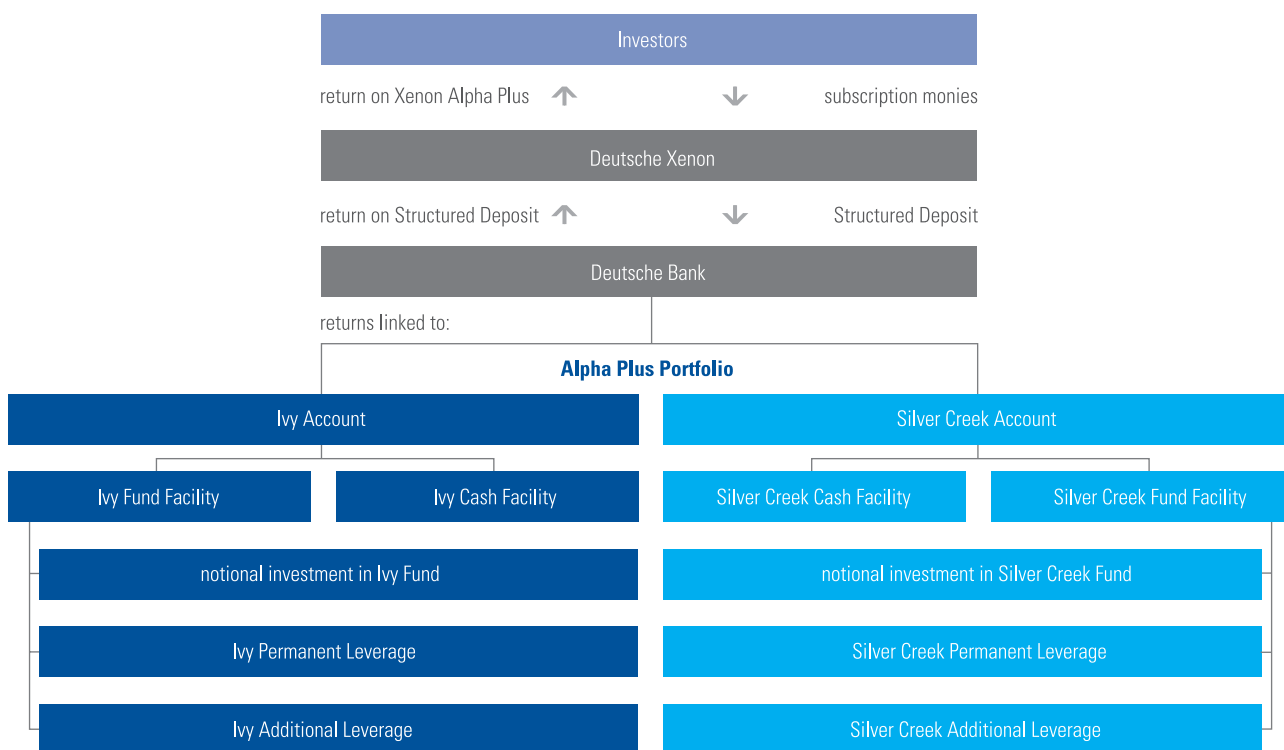 Investors
return on Xenon Alpha Plus
subscription monies
Deutsche Xenon
return on Structured Deposit
Structured Deposit
Deutsche Bank
returns linked to:
Alpha Plus Portfolio
Ivy Account
Silver Creek Account
Ivy Fund Facility
Ivy Cash Facility
Silver Creek Cash Facility
Silver Creek Fund Facility
notional investment in Ivy Fund
notional investment in Silver Creek Fund
Ivy Permanent Leverage
Silver Creek Permanent Leverage
Ivy Additional Leverage
Silver Creek Additional Leverage